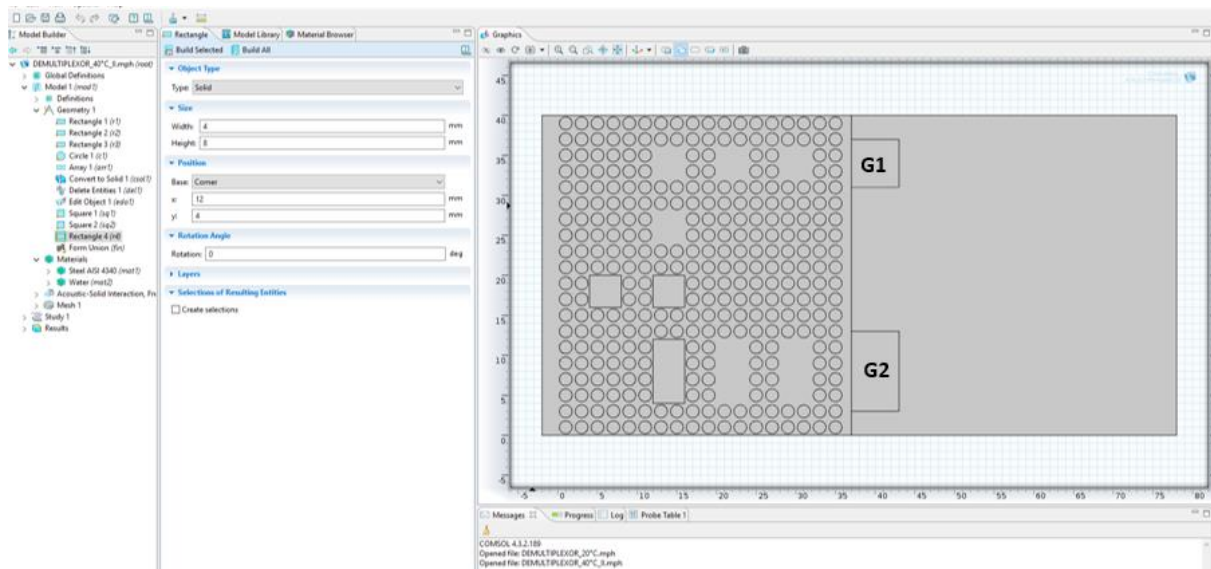 Model Builder
DEMULTIPLEXOR_40°C_II.mph (root)
Global Definitions
Model 1 (mod1)
Definitions
Geometry 1
Rectangle 1 (r1)
Rectangle 2 (r2)
Rectangle 3 (r3)
Circle 1 (c1)
Array 1 (arr1)
Convert to Solid 1 (csol1)
Delete Entities 1 (del1)
Edit Object 1 (edo1)
Square 1 (sq1)
Square 2 (sq2)
Rectangle 4 (r4)
Form Union (fin)
Materials
Steel AISI 4340 (mat1)
Water (mat2)
Acoustic-Solid Interaction, Fr
Mesh 1
Study 1
Results
Rectangle Model Library Material Browser
Build Selected Build All
Object Type
Type: Solid
Size
Width: 4 mm
Height: 8 mm
Position
Base: Corner
x: 12 mm
y: 4 mm
Rotation Angle
Rotation: 0 deg
Layers
Selections of Resulting Entities
Create selections
Graphics
45
40
35
30
25
20
15
10
5
0
-5
G1
G2
-5 0 5 10 15 20 25 30 35 40 45 50 55 60 65 70 75 80
Messages Progress Log Probe Table 1
COMSOL 4.3.2.189
Opened file: DEMULTIPLEXOR_20°C.mph
Opened file: DEMULTIPLEXOR_40°C_II.mph